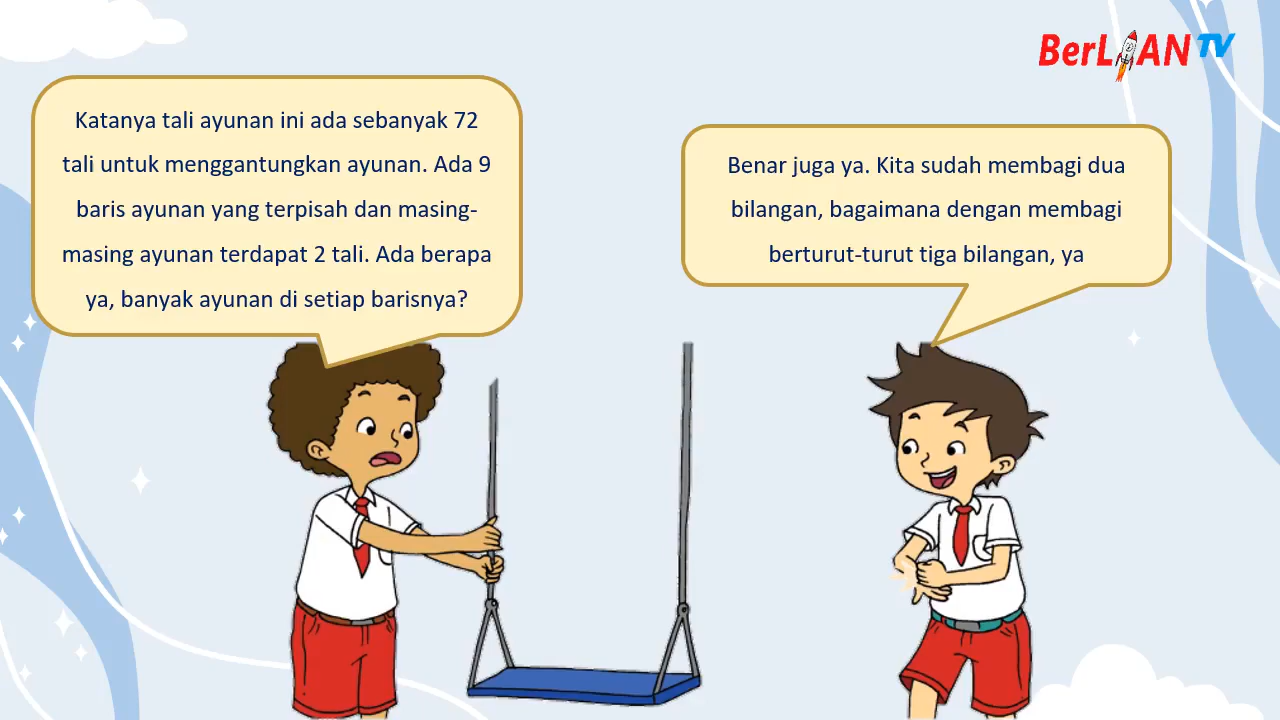 BerLIAN TV
Katanya tali ayunan ini ada sebanyak 72
tali untuk menggantungkan ayunan. Ada 9
baris ayunan yang terpisah dan masing-
masing ayunan terdapat 2 tali. Ada berapa
ya, banyak ayunan di setiap barisnya?
Benar juga ya. Kita sudah membagi dua
bilangan, bagaimana dengan membagi
berturut-turut tiga bilangan, ya